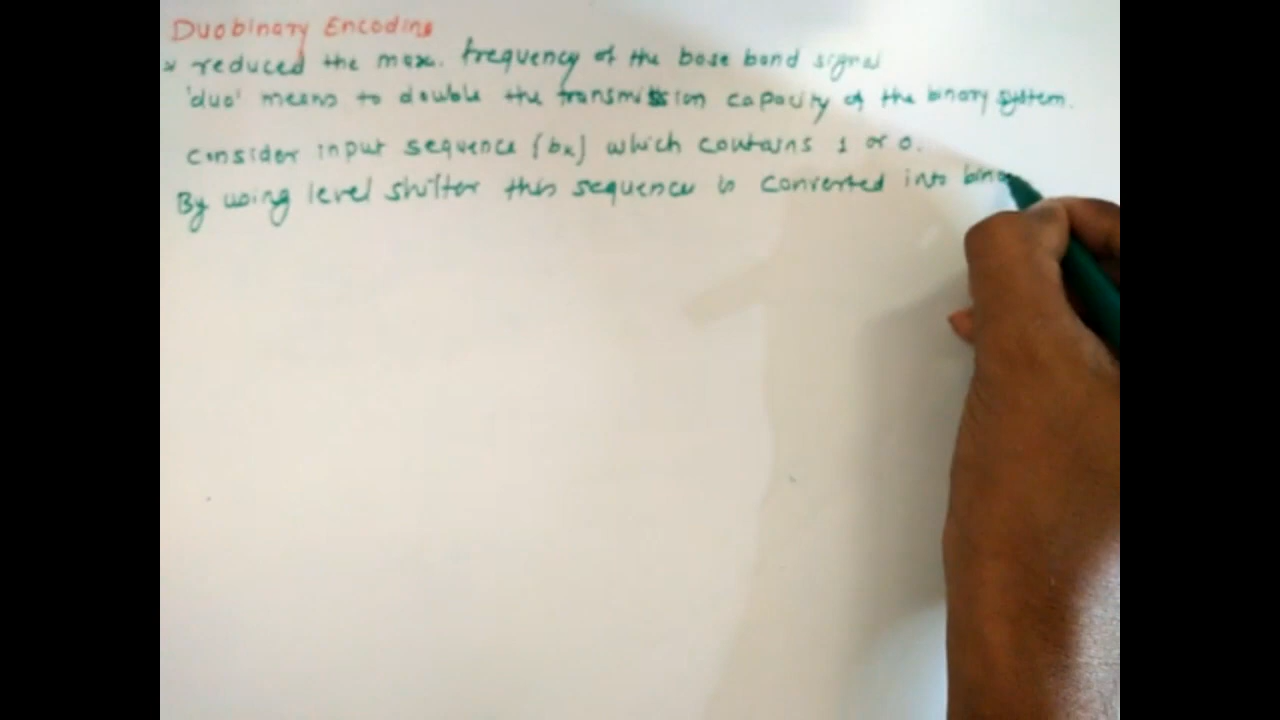 Duobinary Encoding
* reduced the max. frequency of the base band signal
'duo' means to double the transmission capacity of the binary system.
Consider input sequence {bk} which contains 1 or 0.
By using level shifter this sequence is converted into bina